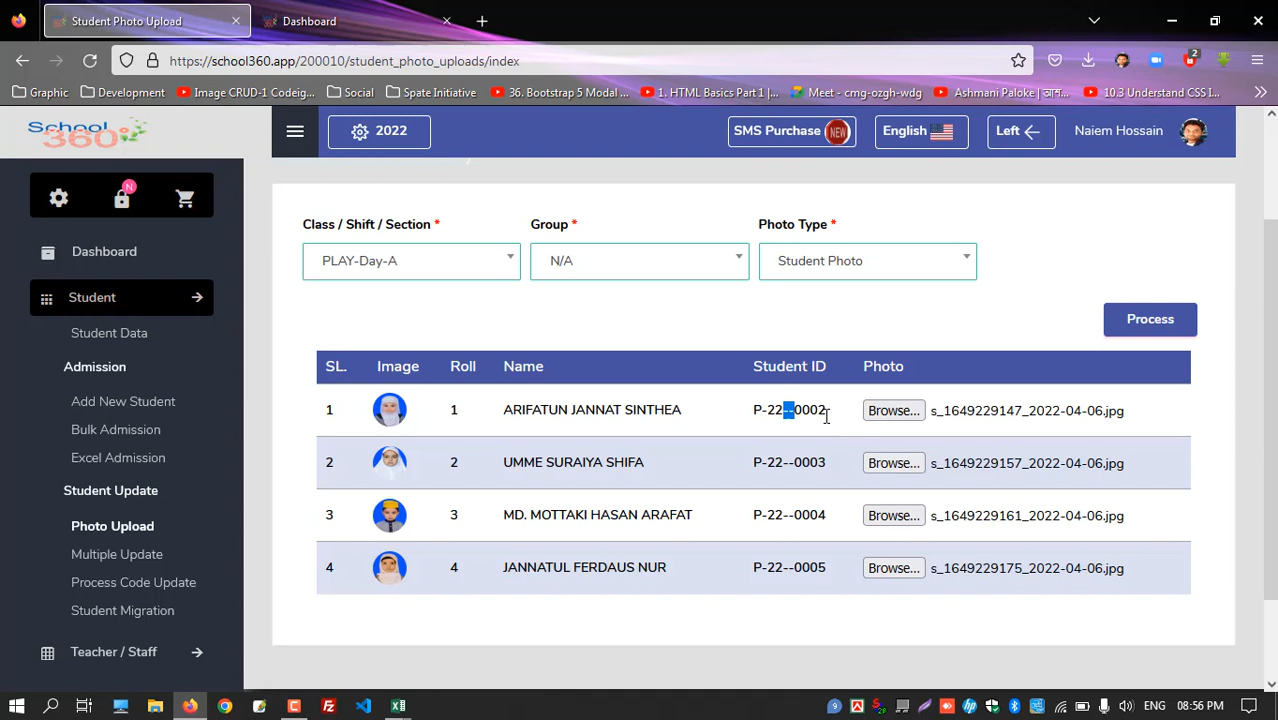 Student Photo Upload
Dashboard
https://school360.app/200010/student_photo_uploads/index
2
Graphic
Development
Image CRUD-1 Codeig...
Social
Spate Initiative
36. Bootstrap 5 Modal ...
1. HTML Basics Part 1 |...
Meet - cmg-ozgh-wdg
Ashmani Paloke | আশ...
10.3 Understand CSS I...
School
360
2022
SMS Purchase NEW
English
Left
Naiem Hossain
N
Class / Shift / Section *
Group *
Photo Type *
PLAY-Day-A
N/A
Student Photo
Dashboard
Student
Student Data
Admission
Add New Student
Bulk Admission
Excel Admission
Student Update
Photo Upload
Multiple Update
Process Code Update
Student Migration
Teacher / Staff
Process
SL. Image Roll Name Student ID Photo
1 1 ARIFATUN JANNAT SINTHEA P-22--0002 Browse... s_1649229147_2022-04-06.jpg
2 2 UMME SURAIYA SHIFA P-22--0003 Browse... s_1649229157_2022-04-06.jpg
3 3 MD. MOTTAKI HASAN ARAFAT P-22--0004 Browse... s_1649229161_2022-04-06.jpg
4 4 JANNATUL FERDAUS NUR P-22--0005 Browse... s_1649229175_2022-04-06.jpg
ENG 08:56 PM